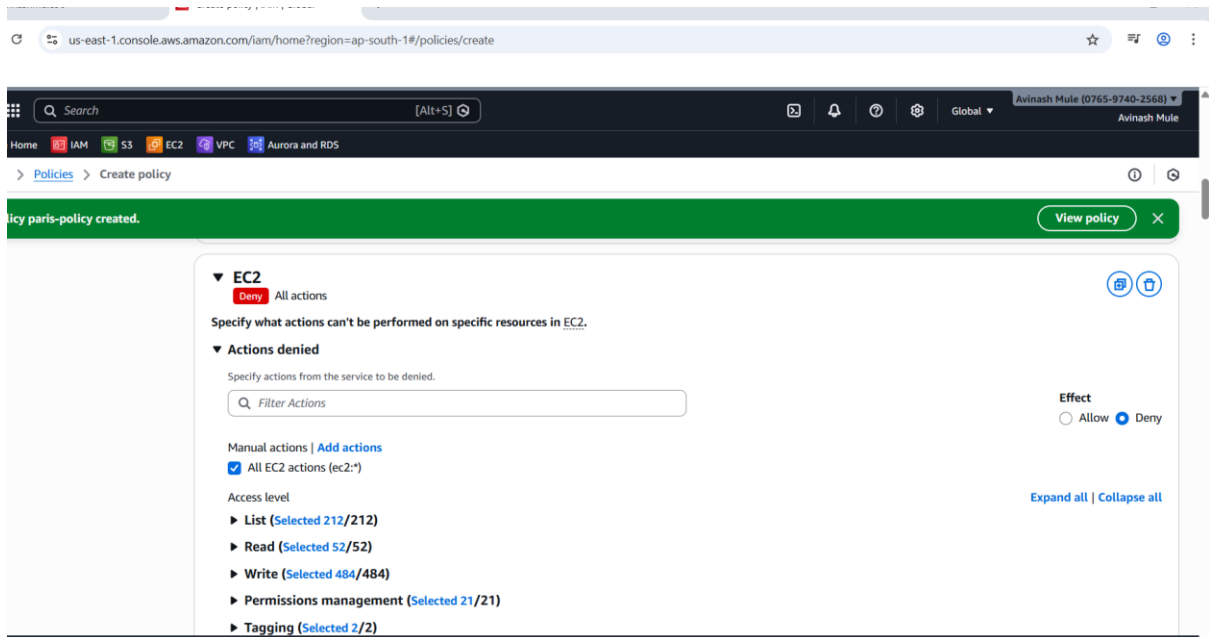 us-east-1.console.aws.amazon.com/iam/home?region=ap-south-1#/policies/create
Search [Alt+S] Global ▼ Avinash Mule (0765-9740-2568) ▼
Avinash Mule
Home IAM S3 EC2 VPC Aurora and RDS
> Policies > Create policy
licy paris-policy created. View policy
EC2
Deny All actions
Specify what actions can't be performed on specific resources in EC2.
Actions denied
Specify actions from the service to be denied.
Filter Actions
Effect
Allow Deny
Manual actions | Add actions
All EC2 actions (ec2:*)
Access level Expand all | Collapse all
List (Selected 212/212)
Read (Selected 52/52)
Write (Selected 484/484)
Permissions management (Selected 21/21)
Tagging (Selected 2/2)